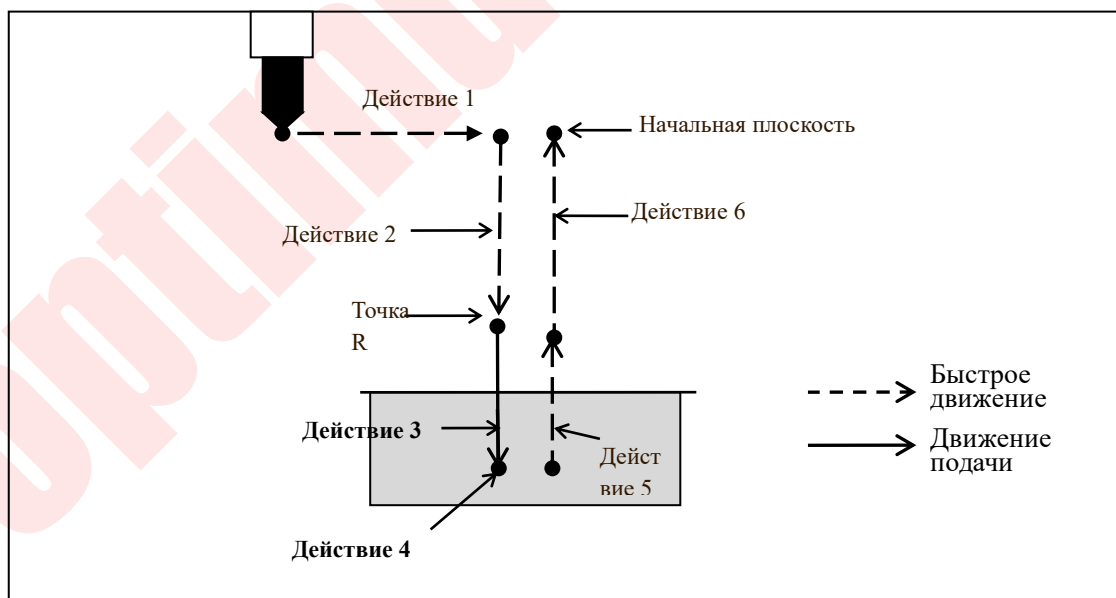 optimu
Действие 1
Начальная плоскость
Действие 2
Действие 6
Точка
R
Быстрое
движение
Действие 3
Движение
подачи
Дейст
вие 5
Действие 4